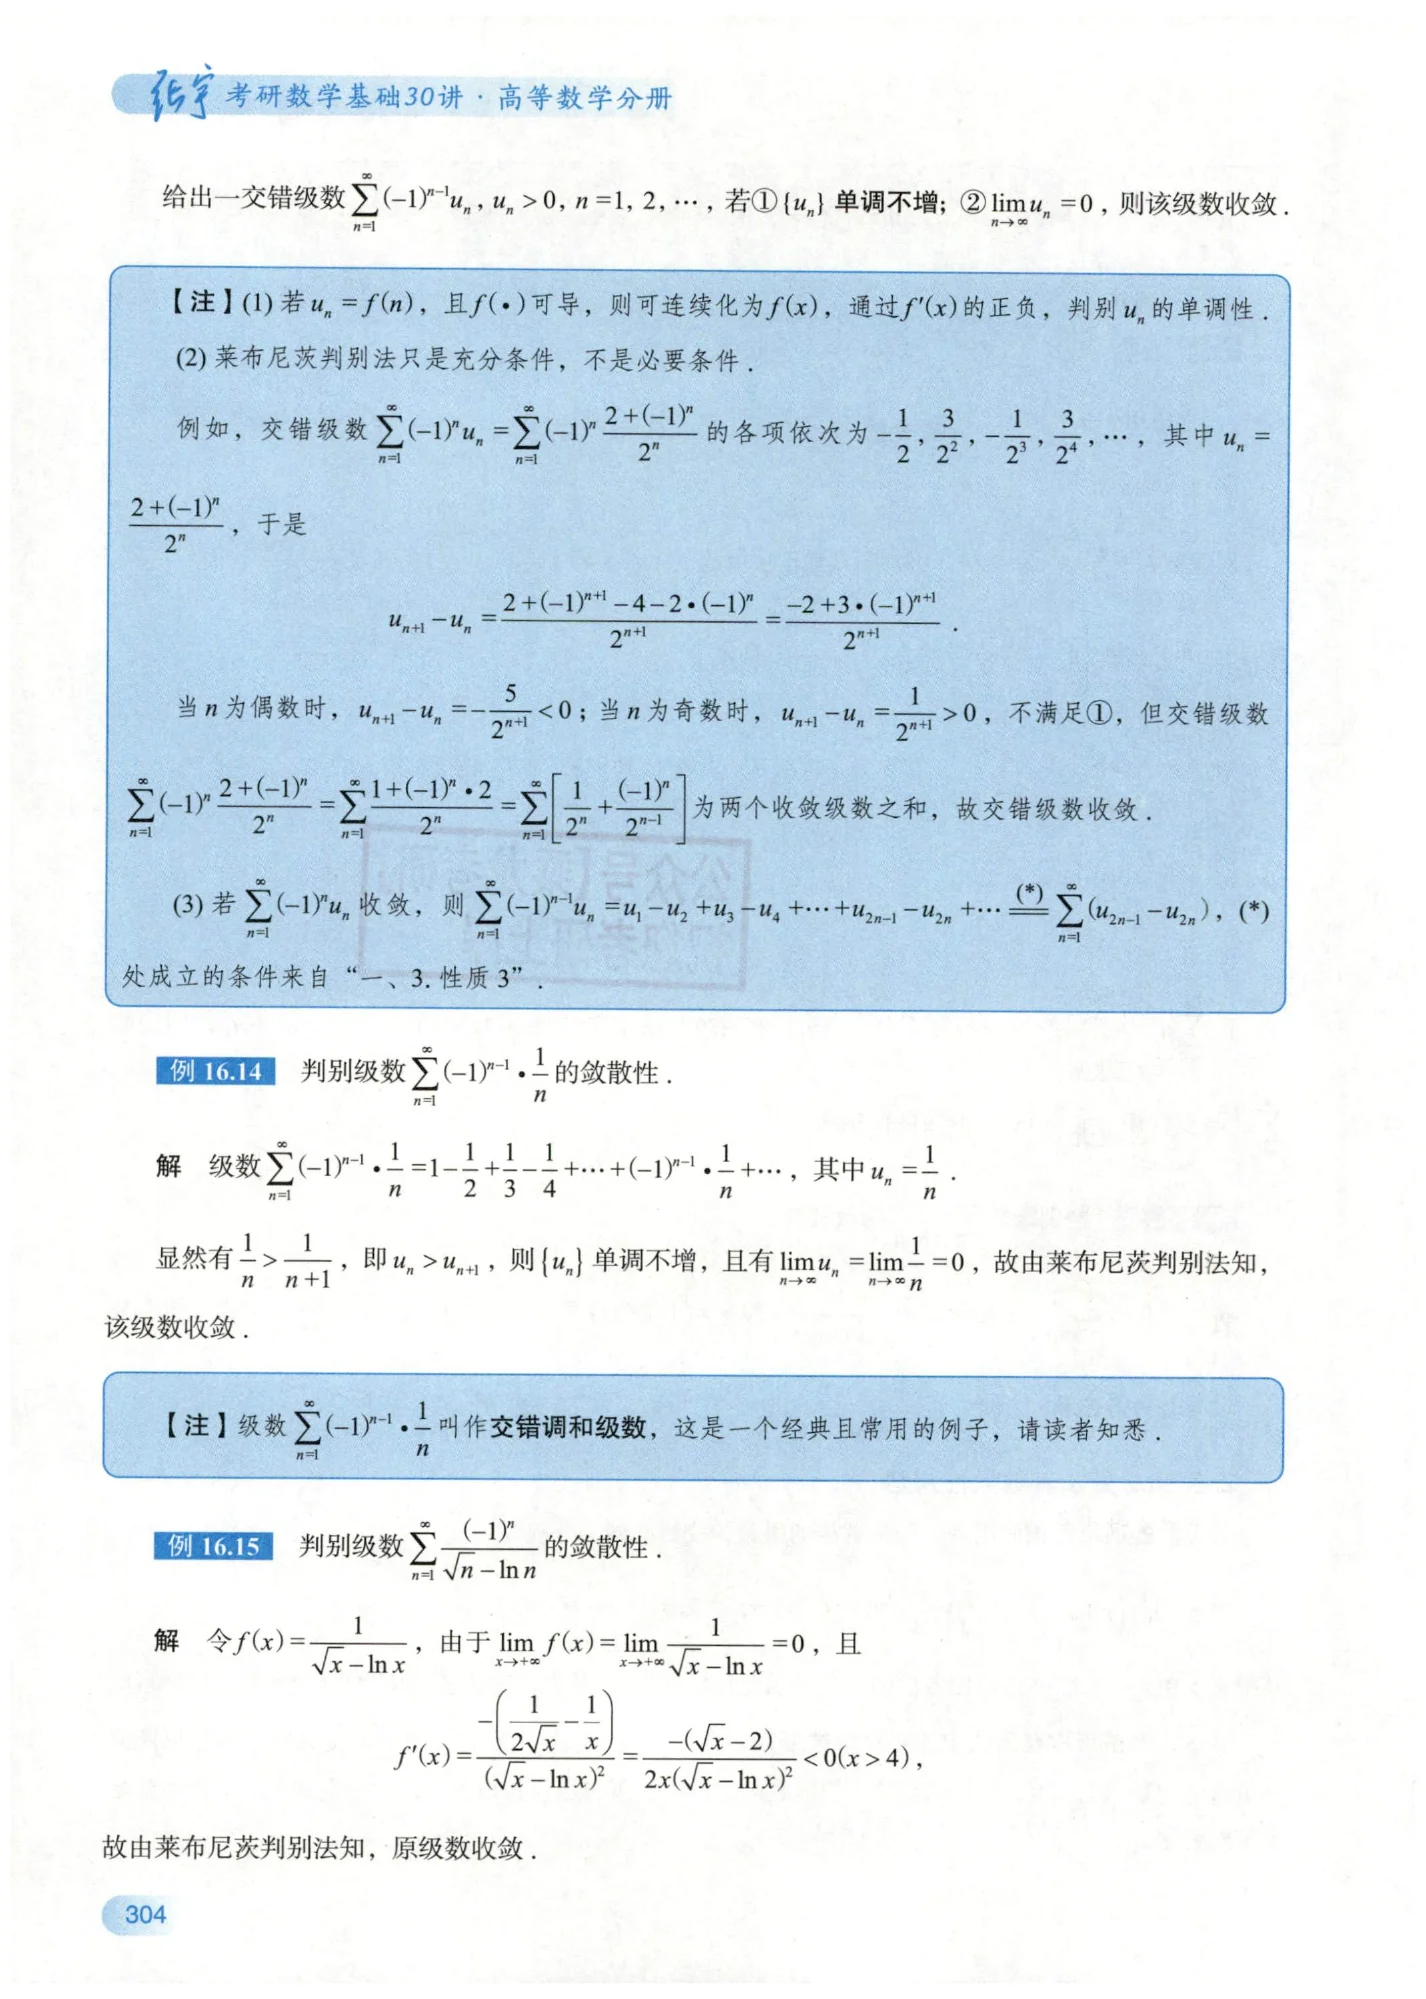 张宇 考研数学基础30讲·高等数学分册
给出一交错级数 $\sum_{n=1}^{\infty}(-1)^{n-1}u_n, u_n>0, n=1, 2, \cdots$, 若①$\{u_n\}$ 单调不增; ②$\lim_{n\to\infty}u_n=0$, 则该级数收敛.
【注】(1) 若 $u_n=f(n)$, 且 $f(\cdot)$ 可导, 则可连续化为 $f(x)$, 通过 $f'(x)$ 的正负, 判别 $u_n$ 的单调性.
(2) 莱布尼茨判别法只是充分条件, 不是必要条件.
例如, 交错级数 $\sum_{n=1}^{\infty}(-1)^n u_n=\sum_{n=1}^{\infty}(-1)^n\frac{2+(-1)^n}{2^n}$ 的各项依次为 $-\frac{1}{2}, \frac{3}{2^2}, -\frac{1}{2^3}, \frac{3}{2^4}, \cdots$, 其中 $u_n=$
$\frac{2+(-1)^n}{2^n}$, 于是
$u_{n+1}-u_n=\frac{2+(-1)^{n+1}-4-2\cdot(-1)^n}{2^{n+1}}=\frac{-2+3\cdot(-1)^{n+1}}{2^{n+1}}.$
当 $n$ 为偶数时, $u_{n+1}-u_n=-\frac{5}{2^{n+1}}<0$; 当 $n$ 为奇数时, $u_{n+1}-u_n=\frac{1}{2^{n+1}}>0$, 不满足①, 但交错级数
$\sum_{n=1}^{\infty}(-1)^n\frac{2+(-1)^n}{2^n}=\sum_{n=1}^{\infty}\frac{1+(-1)^n\cdot 2}{2^n}=\sum_{n=1}^{\infty}\left[\frac{1}{2^n}+\frac{(-1)^n}{2^{n-1}}\right]$ 为两个收敛级数之和, 故交错级数收敛.
(3) 若 $\sum_{n=1}^{\infty}(-1)^n u_n$ 收敛, 则 $\sum_{n=1}^{\infty}(-1)^{n-1}u_n=u_1-u_2+u_3-u_4+\cdots+u_{2n-1}-u_{2n}+\cdots\overset{(*)}{=\!=}\sum_{n=1}^{\infty}(u_{2n-1}-u_{2n})$, (*)
处成立的条件来自“一、3. 性质 3”.
例 16.14 判别级数 $\sum_{n=1}^{\infty}(-1)^{n-1}\cdot\frac{1}{n}$ 的敛散性.
解 级数 $\sum_{n=1}^{\infty}(-1)^{n-1}\cdot\frac{1}{n}=1-\frac{1}{2}+\frac{1}{3}-\frac{1}{4}+\cdots+(-1)^{n-1}\cdot\frac{1}{n}+\cdots$, 其中 $u_n=\frac{1}{n}$.
显然有 $\frac{1}{n}>\frac{1}{n+1}$, 即 $u_n>u_{n+1}$, 则 $\{u_n\}$ 单调不增, 且有 $\lim_{n\to\infty}u_n=\lim_{n\to\infty}\frac{1}{n}=0$, 故由莱布尼茨判别法知,
该级数收敛.
【注】级数 $\sum_{n=1}^{\infty}(-1)^{n-1}\cdot\frac{1}{n}$ 叫作交错调和级数, 这是一个经典且常用的例子, 请读者知悉.
例 16.15 判别级数 $\sum_{n=1}^{\infty}\frac{(-1)^n}{\sqrt{n}-\ln n}$ 的敛散性.
解 令 $f(x)=\frac{1}{\sqrt{x}-\ln x}$, 由于 $\lim_{x\to+\infty}f(x)=\lim_{x\to+\infty}\frac{1}{\sqrt{x}-\ln x}=0$, 且
$f'(x)=\frac{-\left(\frac{1}{2\sqrt{x}}-\frac{1}{x}\right)}{(\sqrt{x}-\ln x)^2}=\frac{-(\sqrt{x}-2)}{2x(\sqrt{x}-\ln x)^2}<0(x>4),$
故由莱布尼茨判别法知, 原级数收敛.
304